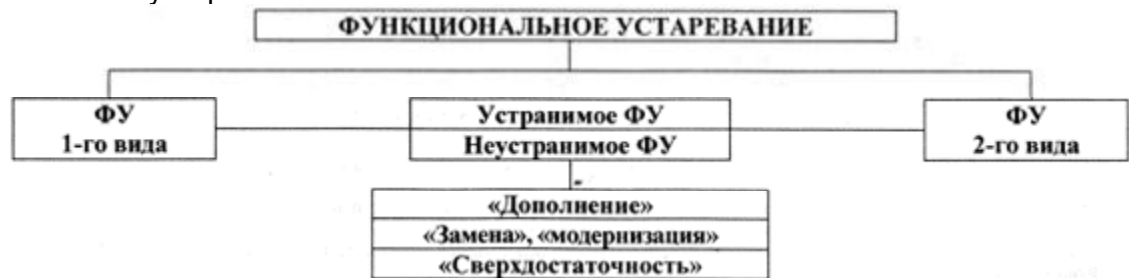 ФУНКЦИОНАЛЬНОЕ УСТАРЕВАНИЕ
ФУ
1-го вида
Устранимое ФУ
Неустранимое ФУ
ФУ
2-го вида
«Дополнение»
«Замена», «модернизация»
«Сверхдостаточность»